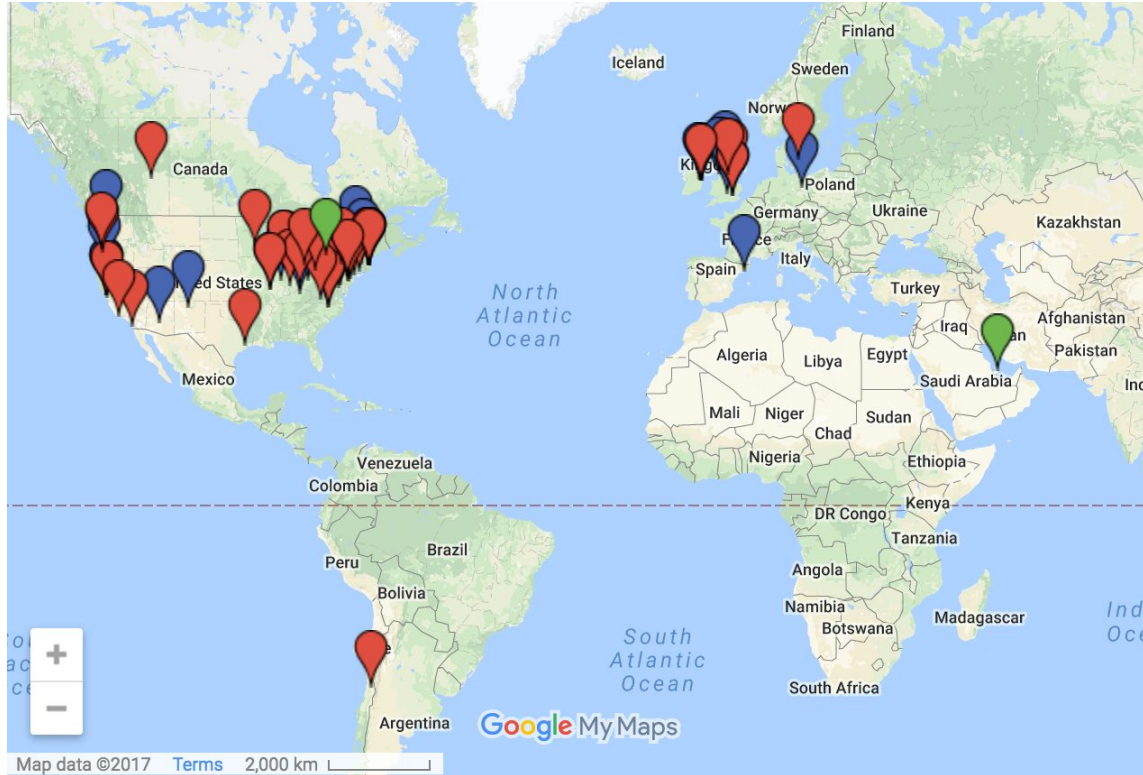 Finland
Iceland
Sweden
Canada
Poland
Germany
Ukraine
Kazakhstan
Spain
Italy
United States
Turkey
North
Atlantic
Ocean
Afghanistan
Iraq
Pakistan
Algeria
Libya
Egypt
Saudi Arabia
Mexico
Mali
Niger
Sudan
Chad
Nigeria
Ethiopia
Venezuela
Colombia
Kenya
DR Congo
Tanzania
Brazil
Peru
Angola
Bolivia
Namibia
Botswana
Madagascar
South
Atlantic
Ocean
South Africa
Argentina
Google My Maps
Map data ©2017 Terms 2,000 km